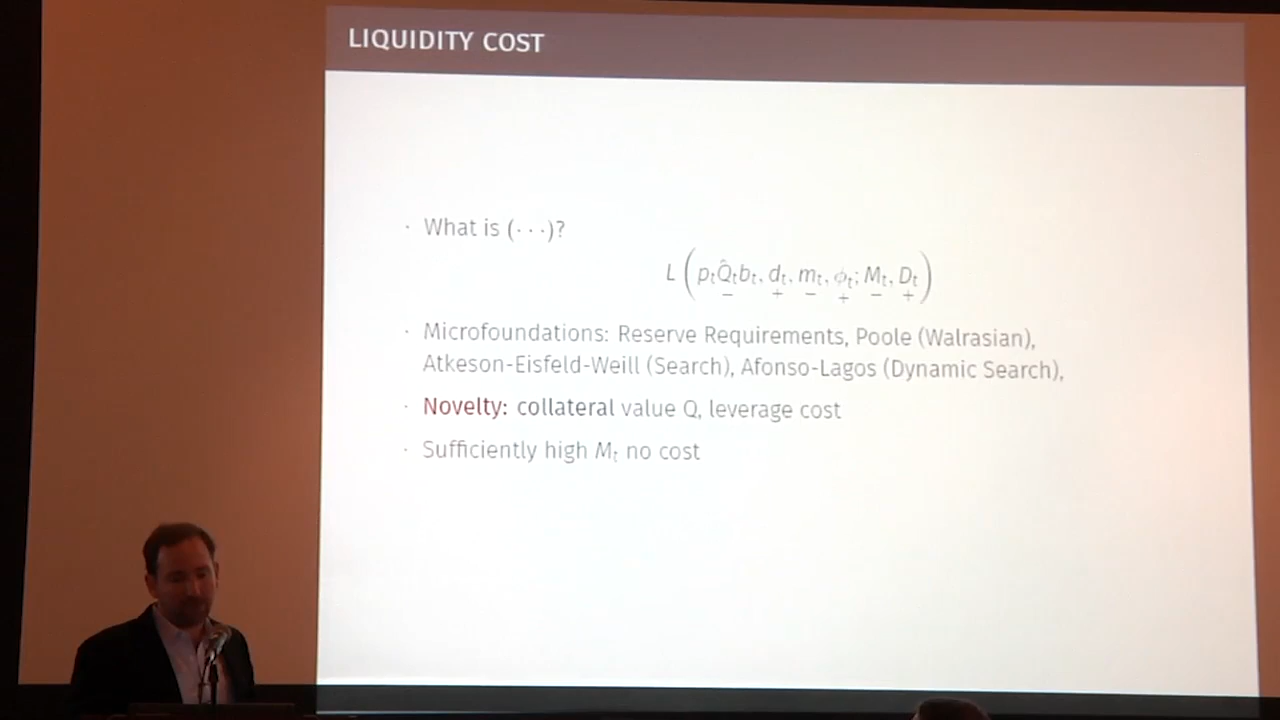 LIQUIDITY COST
· What is (· · ·)?
L ( p_t Q̂_t b_t, d_t, m_t, ϕ_t; M_t, D_t )
− + − + − +
· Microfoundations: Reserve Requirements, Poole (Walrasian),
Atkeson-Eisfeld-Weill (Search), Afonso-Lagos (Dynamic Search),
· Novelty: collateral value Q, leverage cost
· Sufficiently high M_t no cost